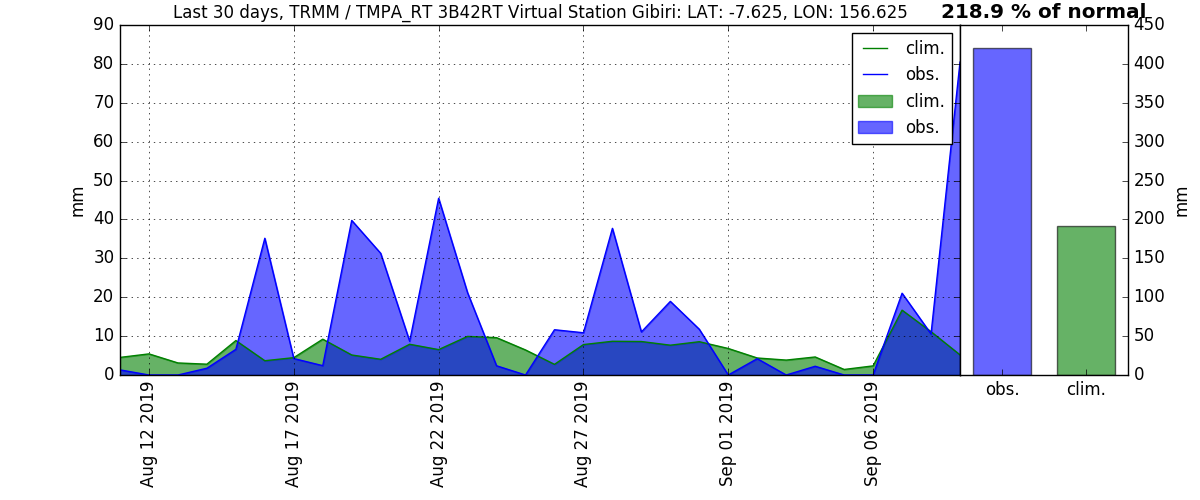 Last 30 days, TRMM / TMPA_RT 3B42RT Virtual Station Gibiri: LAT: -7.625, LON: 156.625
218.9 % of normal
90
80
70
60
50
40
30
20
10
0
mm
clim.
obs.
clim.
obs.
Aug 12 2019
Aug 17 2019
Aug 22 2019
Aug 27 2019
Sep 01 2019
Sep 06 2019
450
400
350
300
250
200
150
100
50
0
mm
obs.
clim.